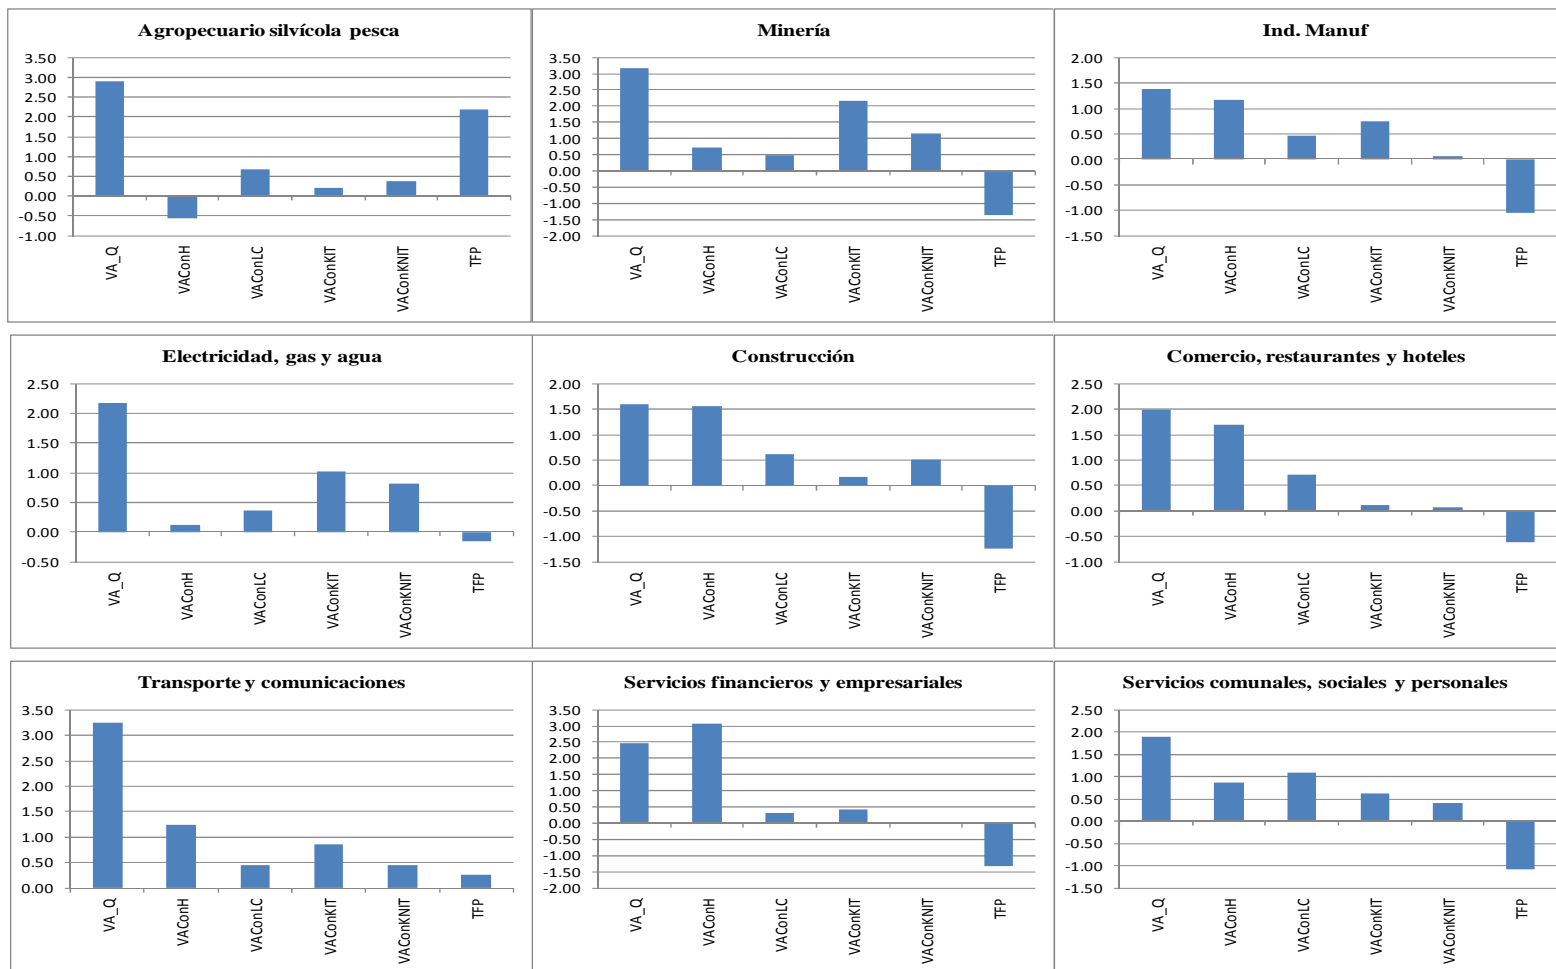 Agropecuario silvícola pesca
3.50
3.00
2.50
2.00
1.50
1.00
0.50
0.00
-0.50
-1.00
VA_Q
VAConH
VAConLC
VAConKIT
VAConKNIT
TFP
Minería
3.50
3.00
2.50
2.00
1.50
1.00
0.50
0.00
-0.50
-1.00
-1.50
-2.00
VA_Q
VAConH
VAConLC
VAConKIT
VAConKNIT
TFP
Ind. Manuf
2.00
1.50
1.00
0.50
0.00
-0.50
-1.00
-1.50
VA_Q
VAConH
VAConLC
VAConKIT
VAConKNIT
TFP
Electricidad, gas y agua
2.50
2.00
1.50
1.00
0.50
0.00
-0.50
VA_Q
VAConH
VAConLC
VAConKIT
VAConKNIT
TFP
Construcción
2.00
1.50
1.00
0.50
0.00
-0.50
-1.00
-1.50
VA_Q
VAConH
VAConLC
VAConKIT
VAConKNIT
TFP
Comercio, restaurantes y hoteles
2.50
2.00
1.50
1.00
0.50
0.00
-0.50
-1.00
VA_Q
VAConH
VAConLC
VAConKIT
VAConKNIT
TFP
Transporte y comunicaciones
3.50
3.00
2.50
2.00
1.50
1.00
0.50
0.00
VA_Q
VAConH
VAConLC
VAConKIT
VAConKNIT
TFP
Servicios financieros y empresariales
3.50
3.00
2.50
2.00
1.50
1.00
0.50
0.00
-0.50
-1.00
-1.50
-2.00
VA_Q
VAConH
VAConLC
VAConKIT
VAConKNIT
TFP
Servicios comunales, sociales y personales
2.50
2.00
1.50
1.00
0.50
0.00
-0.50
-1.00
-1.50
VA_Q
VAConH
VAConLC
VAConKIT
VAConKNIT
TFP